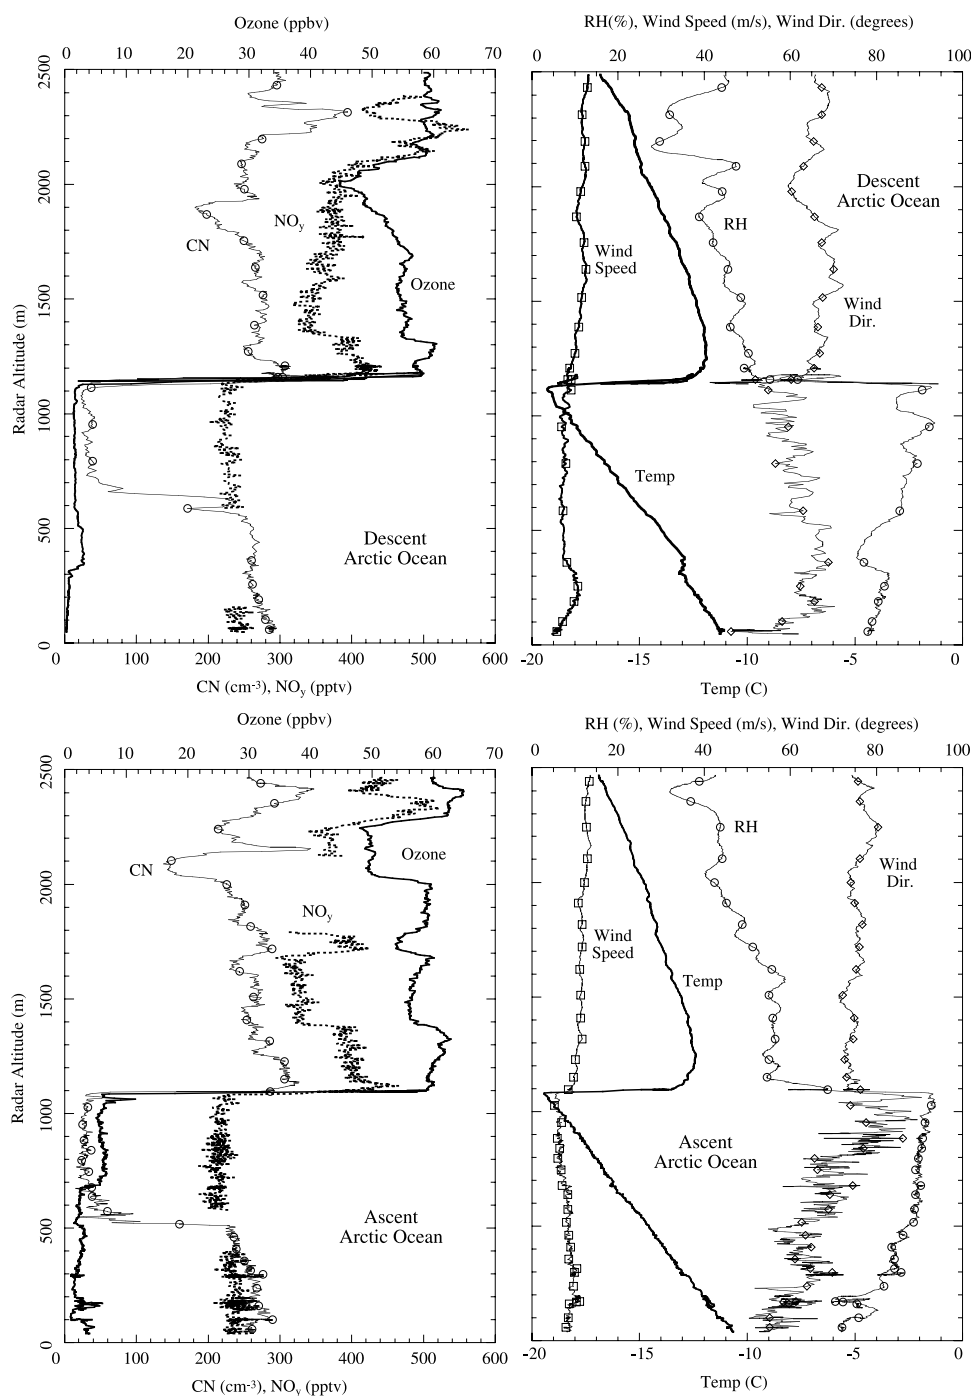 Ozone (ppbv)
0 10 20 30 40 50 60 70
2500
2000
1500
1000
500
0
Radar Altitude (m)
CN
NOy
Ozone
Descent
Arctic Ocean
0 100 200 300 400 500 600
CN (cm-3), NOy (pptv)
RH(%), Wind Speed (m/s), Wind Dir. (degrees)
0 20 40 60 80 100
Descent
Arctic Ocean
RH
Wind
Speed
Wind
Dir.
Temp
-20 -15 -10 -5 0
Temp (C)
Ozone (ppbv)
0 10 20 30 40 50 60 70
2500
2000
1500
1000
500
0
Radar Altitude (m)
Ozone
CN
NOy
Ascent
Arctic Ocean
0 100 200 300 400 500 600
CN (cm-3), NOy (pptv)
RH (%), Wind Speed (m/s), Wind Dir. (degrees)
0 20 40 60 80 100
RH
Wind
Dir.
Wind
Speed
Temp
Ascent
Arctic Ocean
-20 -15 -10 -5 0
Temp (C)